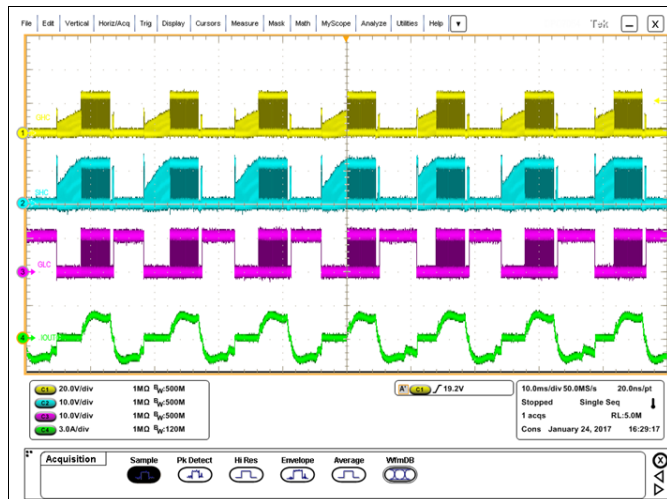 File Edit Vertical Horiz/Acq Trig Display Cursors Measure Mask Math MyScope Analyze Utilities Help Tek X
GHC
1
SHC
2
GLC
3
4 IOUT
C1 20.0V/div 1MΩ BW:500M
C2 10.0V/div 1MΩ BW:500M
C3 10.0V/div 1MΩ BW:500M
C4 3.0A/div 1MΩ BW:120M
A' C1 19.2V
10.0ms/div 50.0MS/s 20.0ns/pt
Stopped Single Seq
1 acqs RL:5.0M
Cons January 24, 2017 16:29:17
Acquisition
Sample Pk Detect Hi Res Envelope Average WfmDB